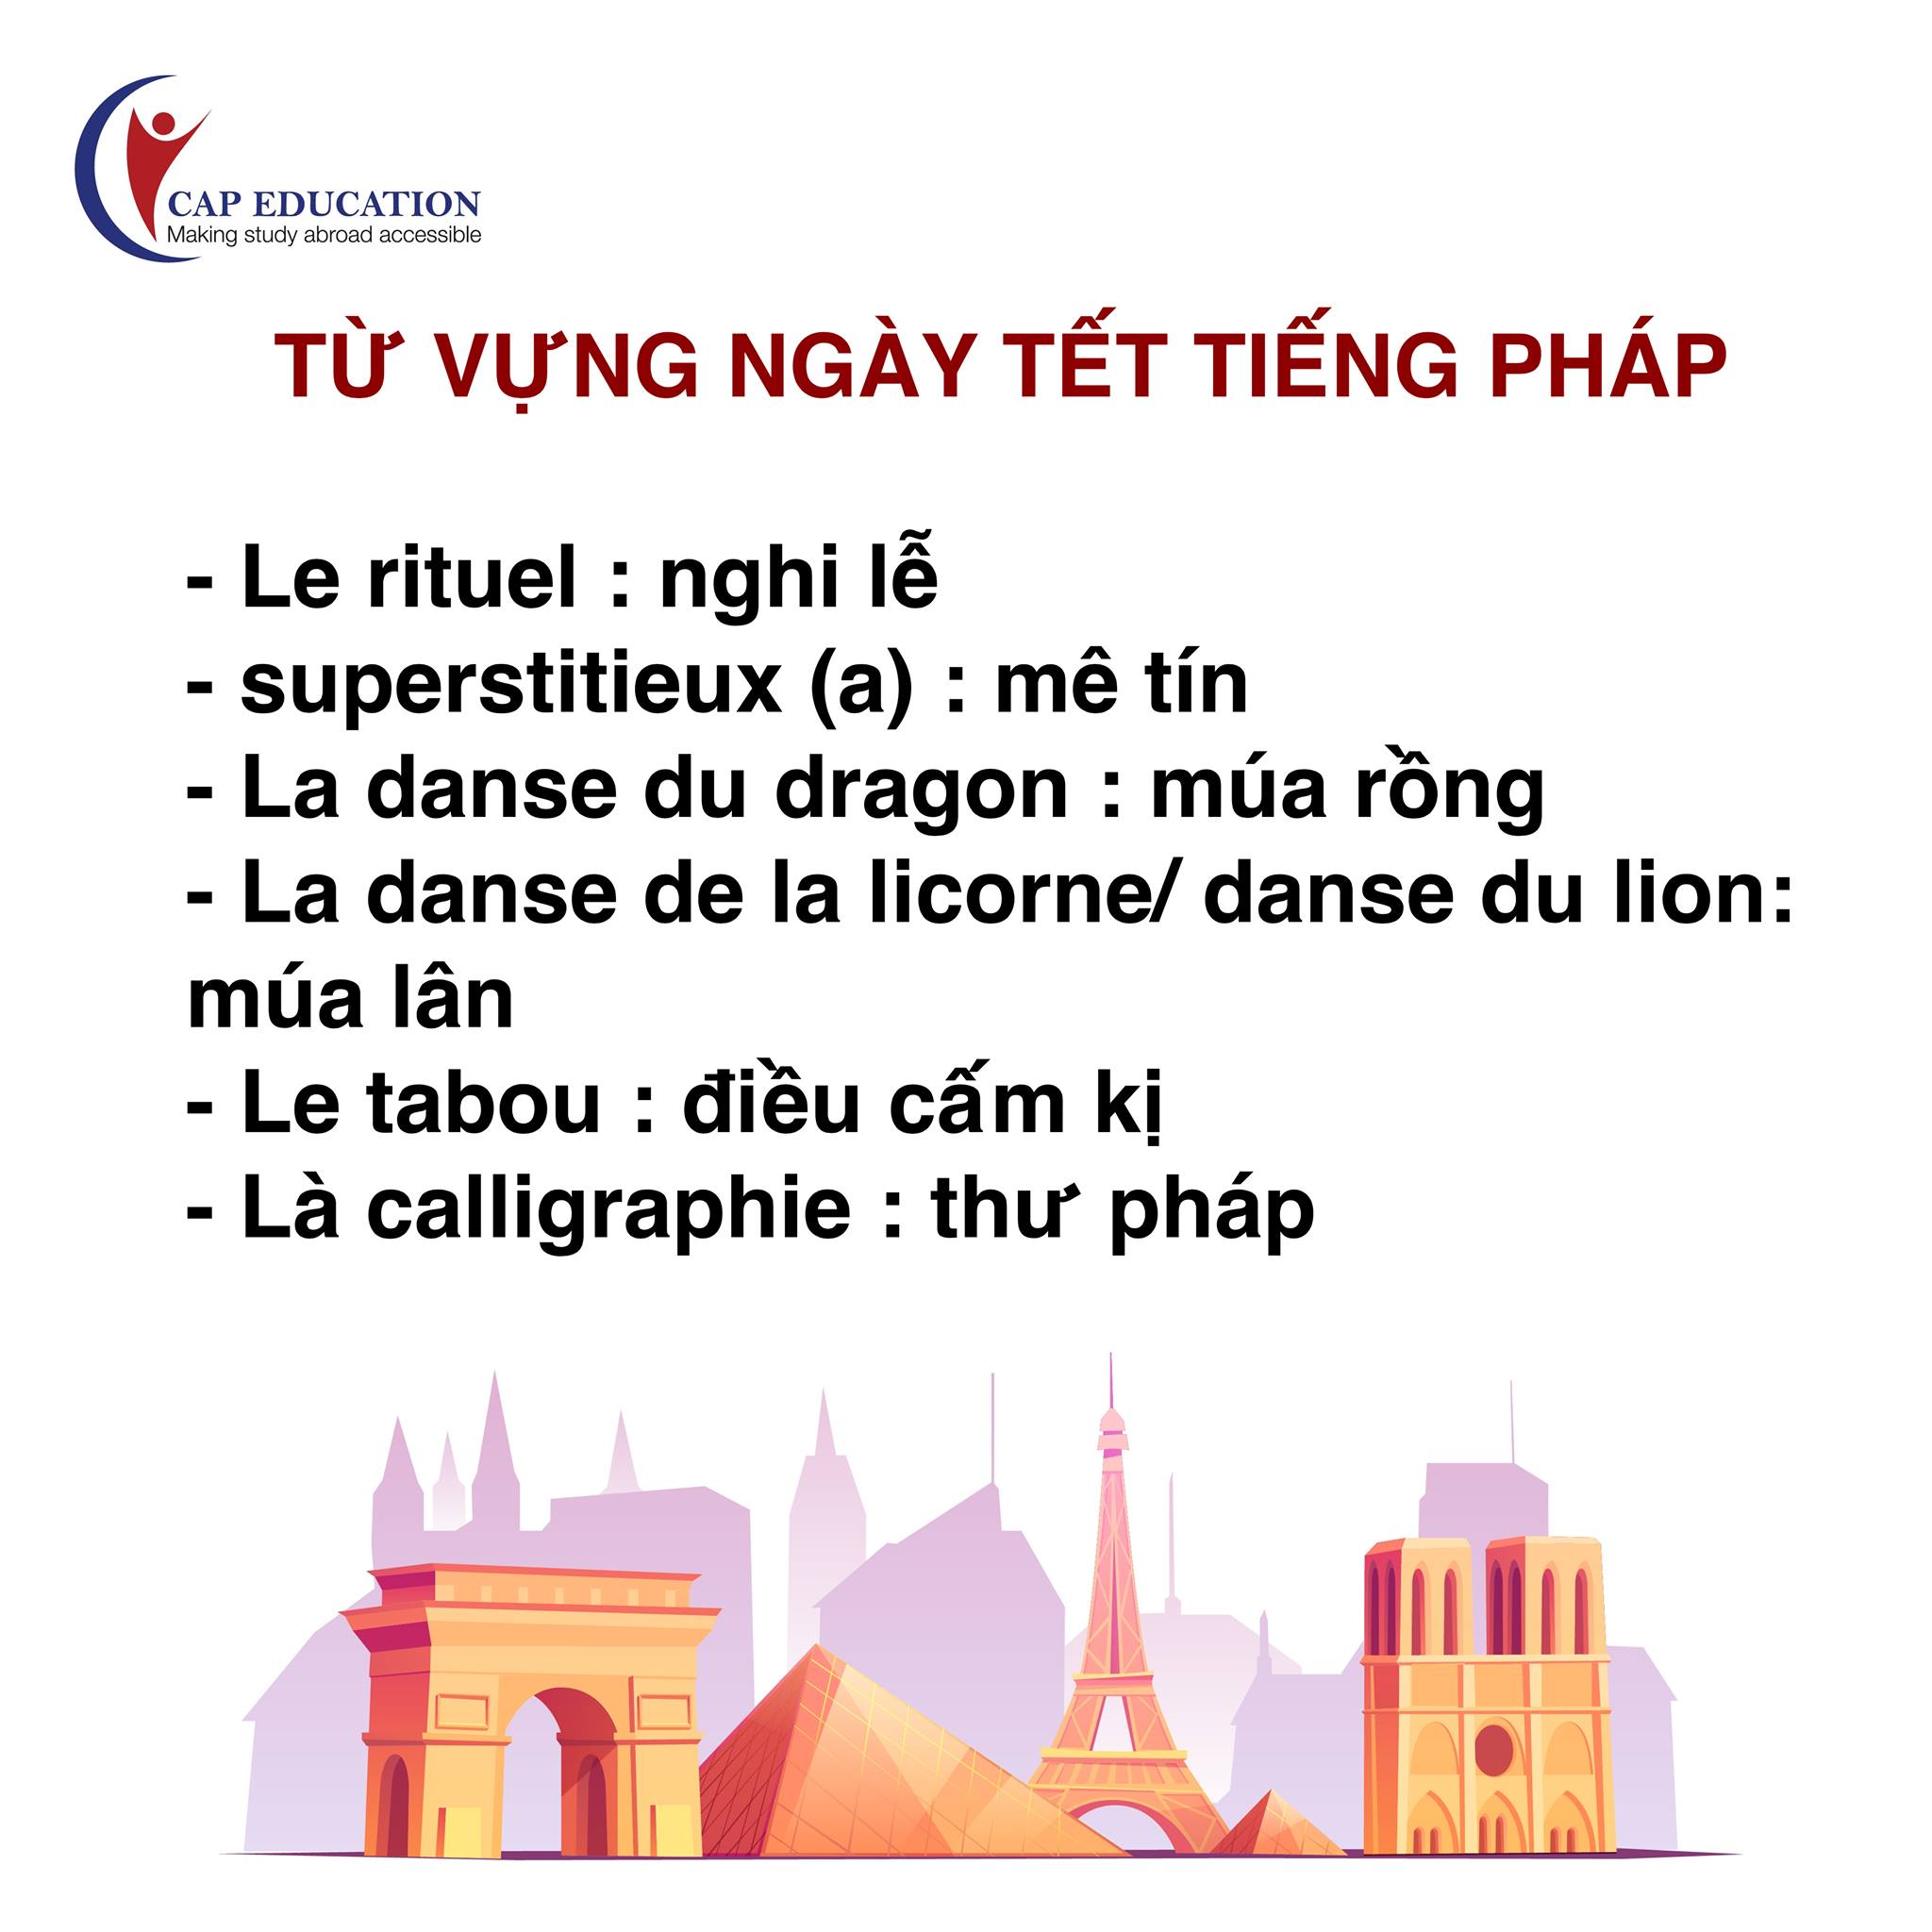 CAP EDUCATION
Making study abroad accessible
TỪ VỰNG NGÀY TẾT TIẾNG PHÁP
- Le rituel : nghi lễ
- superstitieux (a) : mê tín
- La danse du dragon : múa rồng
- La danse de la licorne/ danse du lion:
múa lân
- Le tabou : điều cấm kị
- Là calligraphie : thư pháp